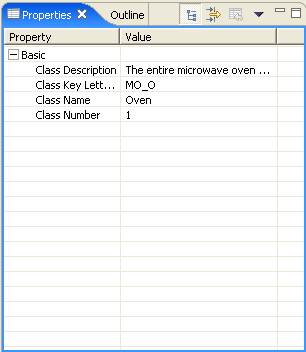 Properties Outline
Property Value
Basic
Class Description The entire microwave oven ...
Class Key Lett... MO_O
Class Name Oven
Class Number 1